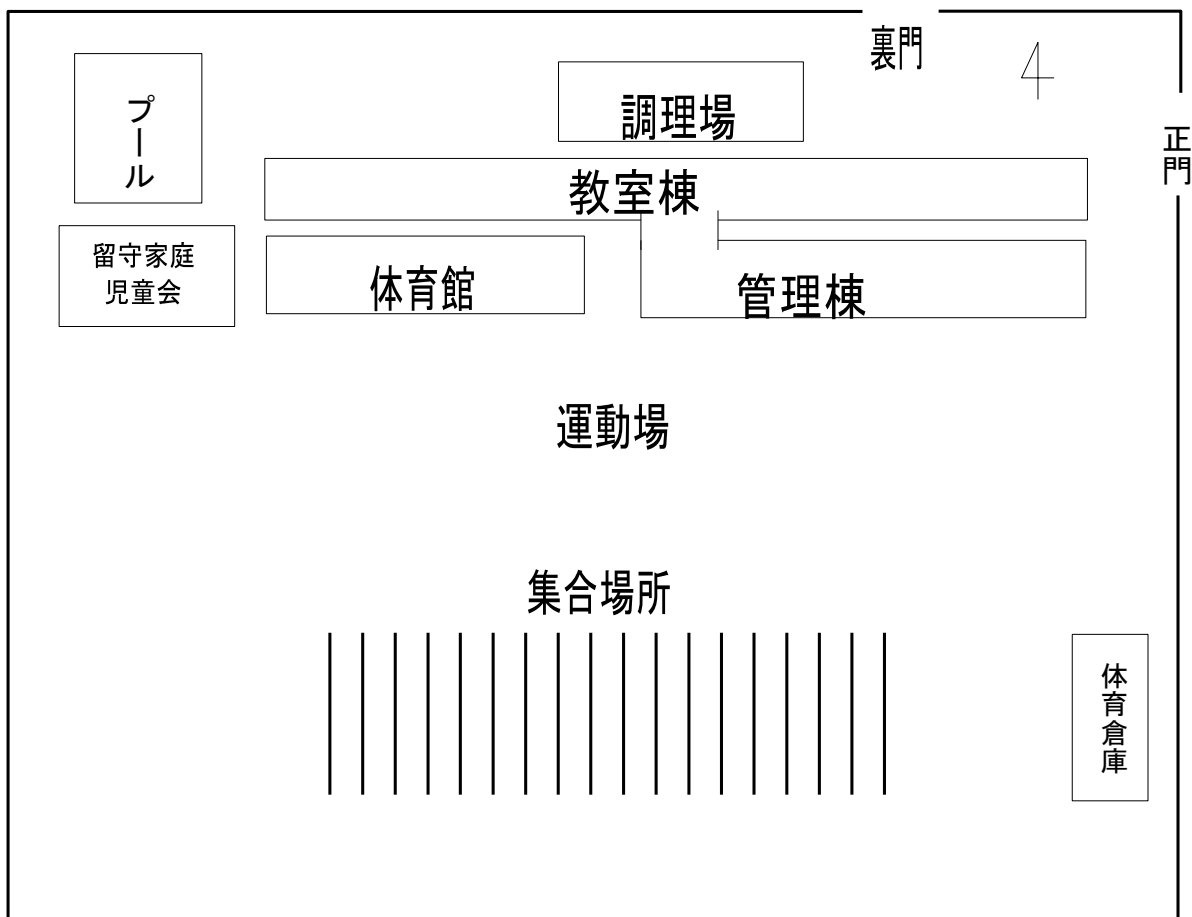 裏門
プール
調理場
正門
教室棟
留守家庭
児童会
体育館
管理棟
運動場
集合場所
体育倉庫